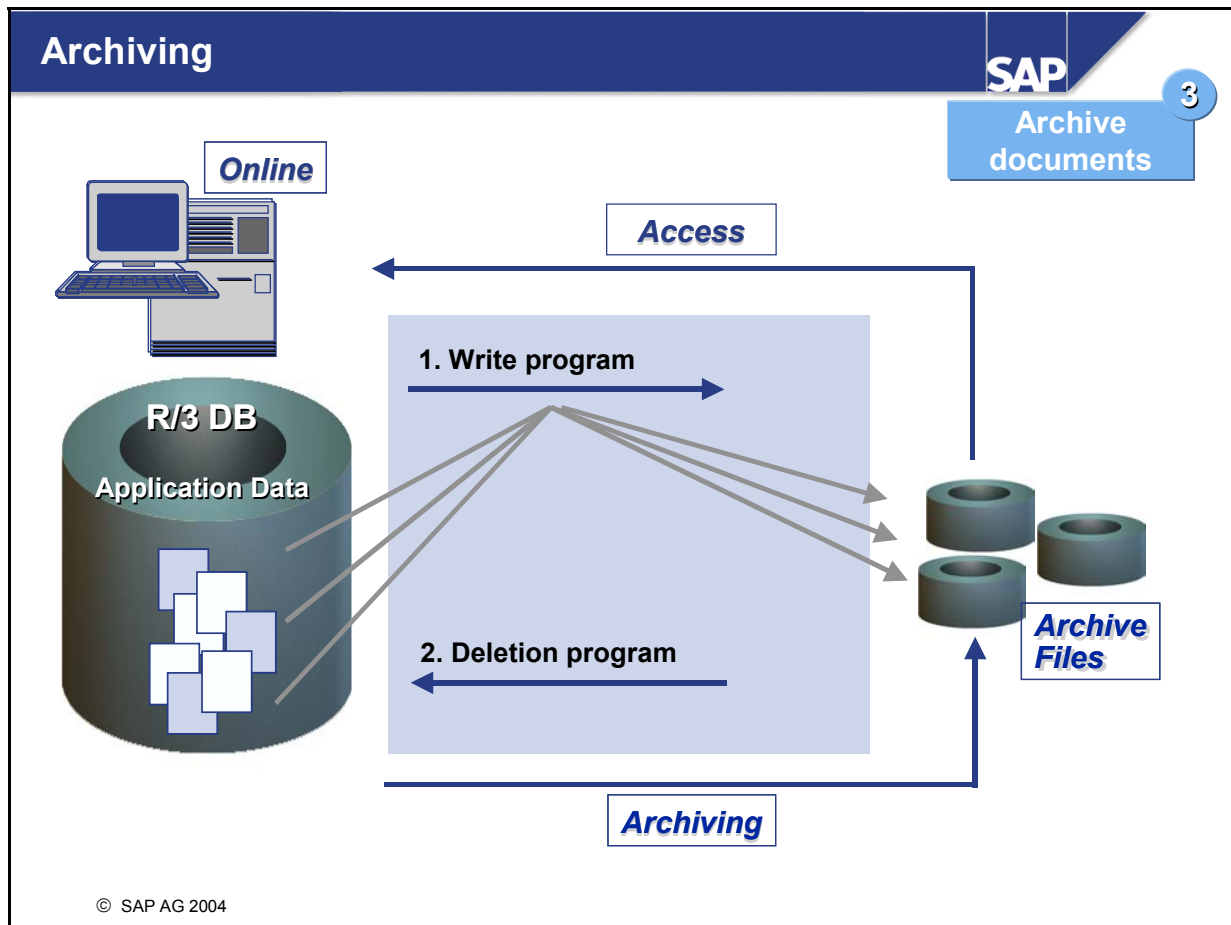 Archiving
SAP
3
Archive
documents
Online
Access
1. Write program
R/3 DB
Application Data
2. Deletion program
Archive
Files
Archiving
© SAP AG 2004